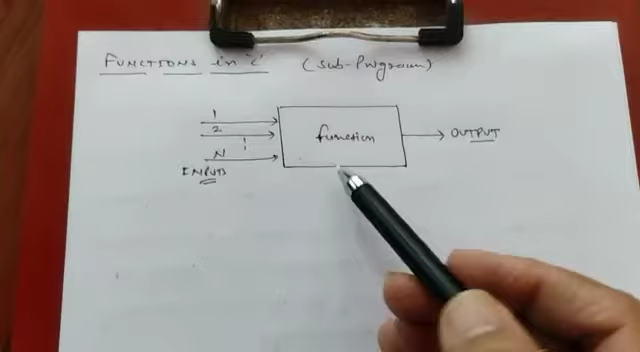 FUNCTIONS in 'C' (Sub-Program)
1
2
function
OUTPUT
N
INPUTS